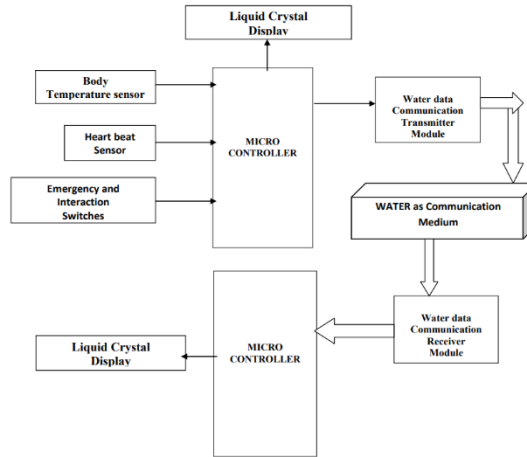 Liquid Crystal
Display
Body
Temperature sensor
Heart beat
Sensor
Emergency and
Interaction
Switches
MICRO
CONTROLLER
Water data
Communication
Transmitter
Module
WATER as Communication
Medium
Water data
Communication
Receiver
Module
MICRO
CONTROLLER
Liquid Crystal
Display